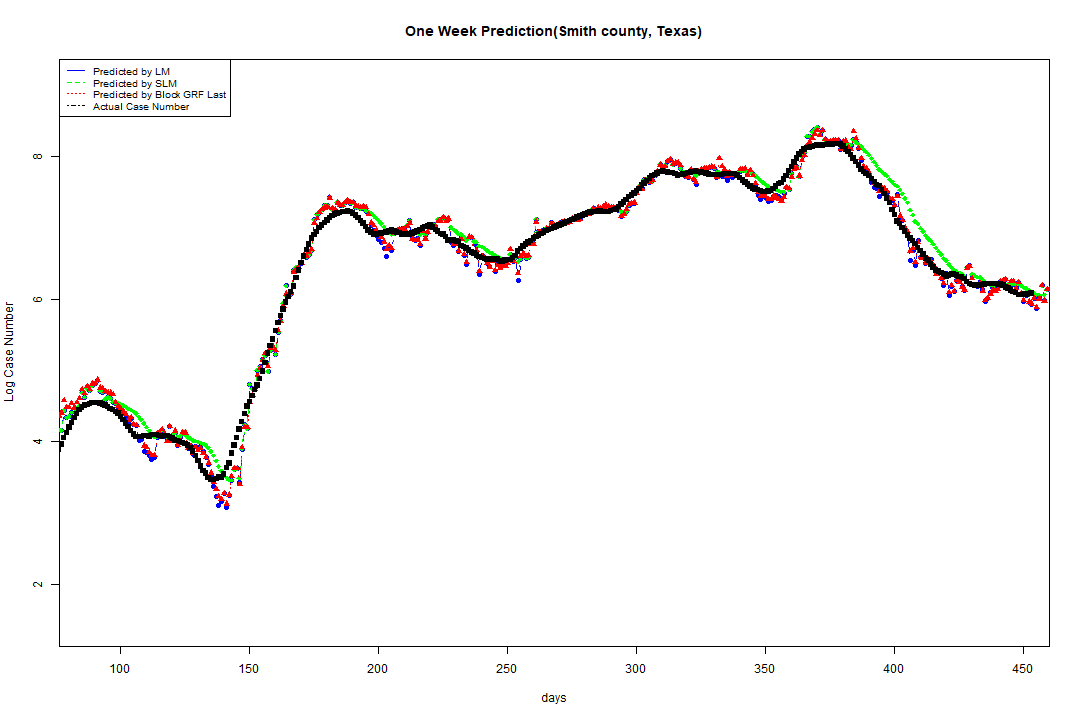 One Week Prediction(Smith county, Texas)
Predicted by LM
Predicted by SLM
Predicted by Block GRF Last
Actual Case Number
Log Case Number
8
6
4
2
100 150 200 250 300 350 400 450
days